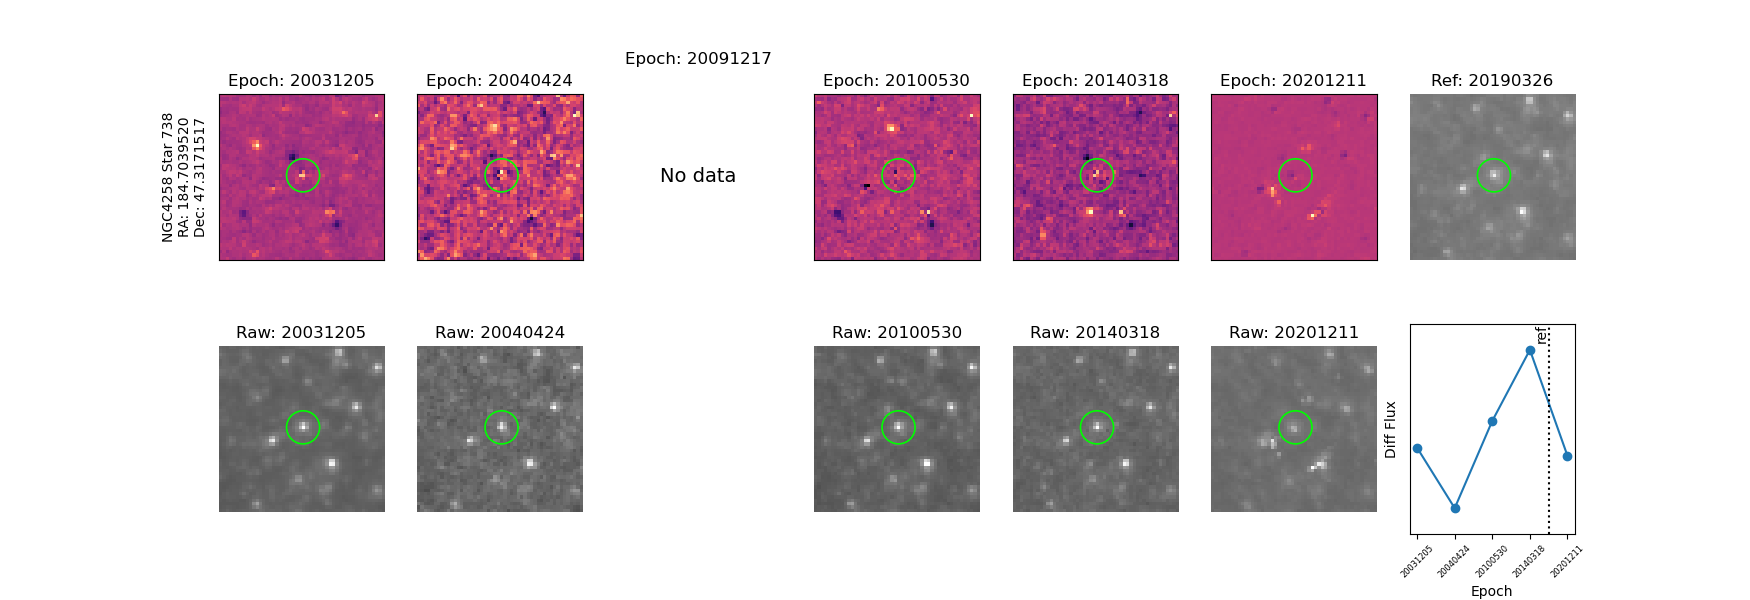 Epoch: 20091217
Epoch: 20031205
Epoch: 20040424
Epoch: 20100530
Epoch: 20140318
Epoch: 20201211
Ref: 20190326
NGC4258 Star 738
RA: 184.7039520
Dec: 47.3171517
No data
Raw: 20031205
Raw: 20040424
Raw: 20100530
Raw: 20140318
Raw: 20201211
ref
Diff Flux
20031205
20040424
20100530
20140318
20201211
Epoch